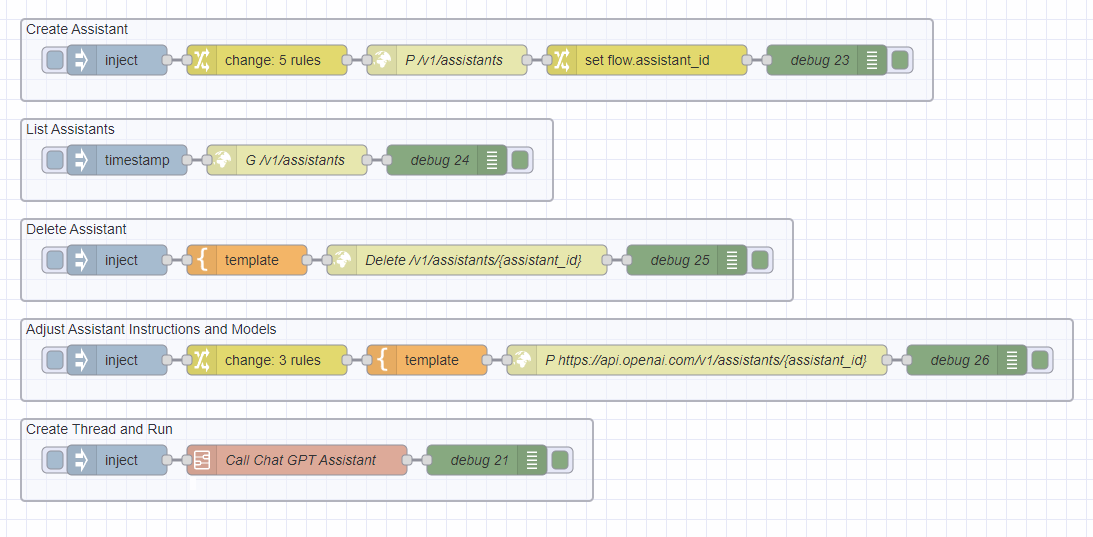 Create Assistant
inject change: 5 rules P /v1/assistants set flow.assistant_id debug 23
List Assistants
timestamp G /v1/assistants debug 24
Delete Assistant
inject template Delete /v1/assistants/{assistant_id} debug 25
Adjust Assistant Instructions and Models
inject change: 3 rules template P https://api.openai.com/v1/assistants/{assistant_id} debug 26
Create Thread and Run
inject Call Chat GPT Assistant debug 21